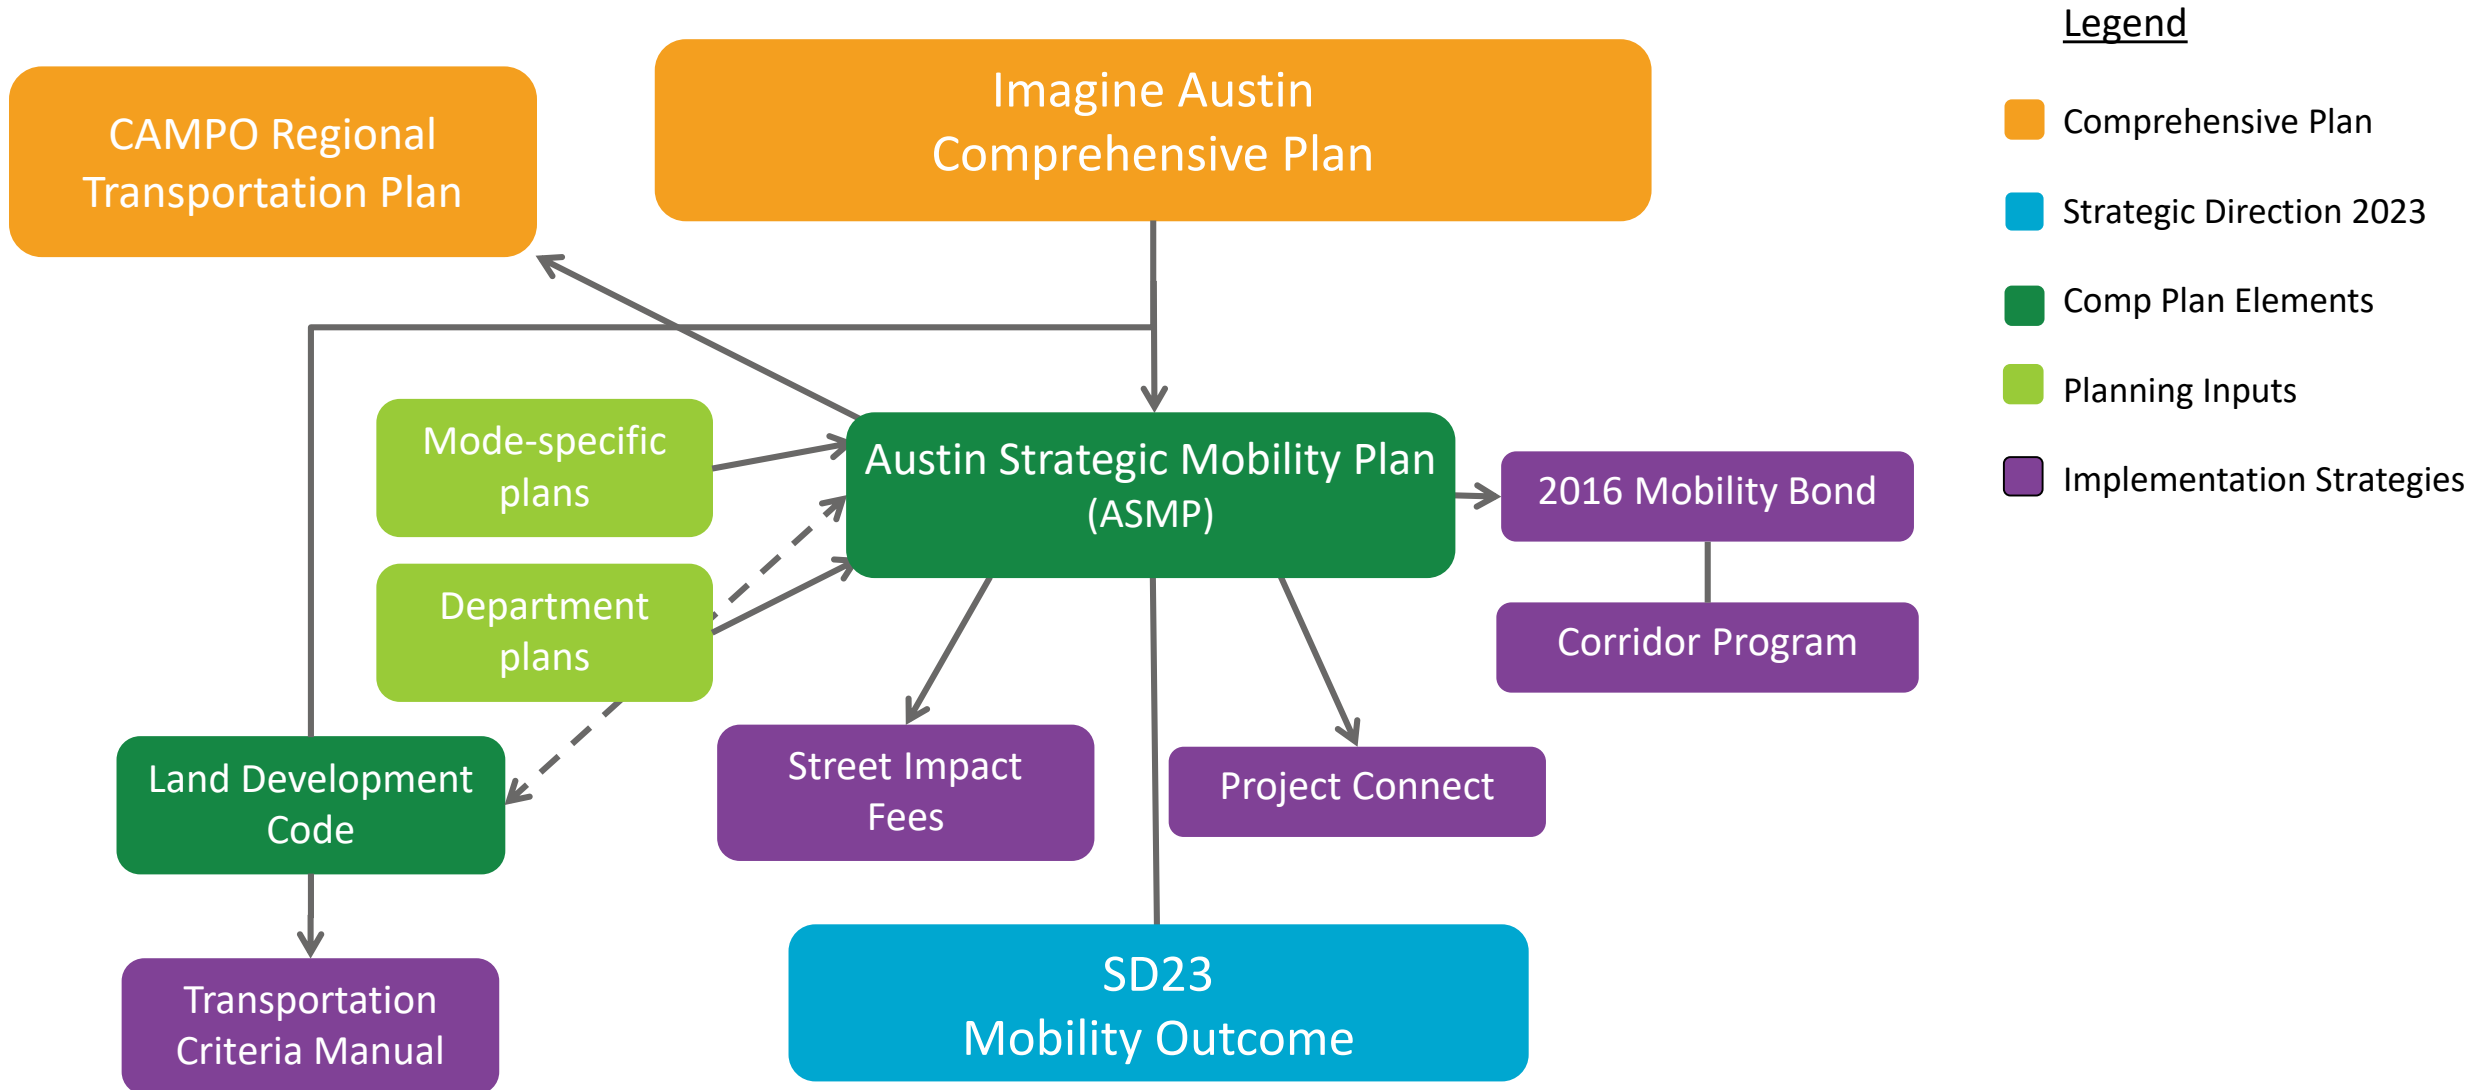 Legend
Comprehensive Plan
Strategic Direction 2023
Comp Plan Elements
Planning Inputs
Implementation Strategies
CAMPO Regional
Transportation Plan
Imagine Austin
Comprehensive Plan
Mode-specific
plans
Department
plans
Austin Strategic Mobility Plan
(ASMP)
2016 Mobility Bond
Corridor Program
Land Development
Code
Street Impact
Fees
Project Connect
Transportation
Criteria Manual
SD23
Mobility Outcome